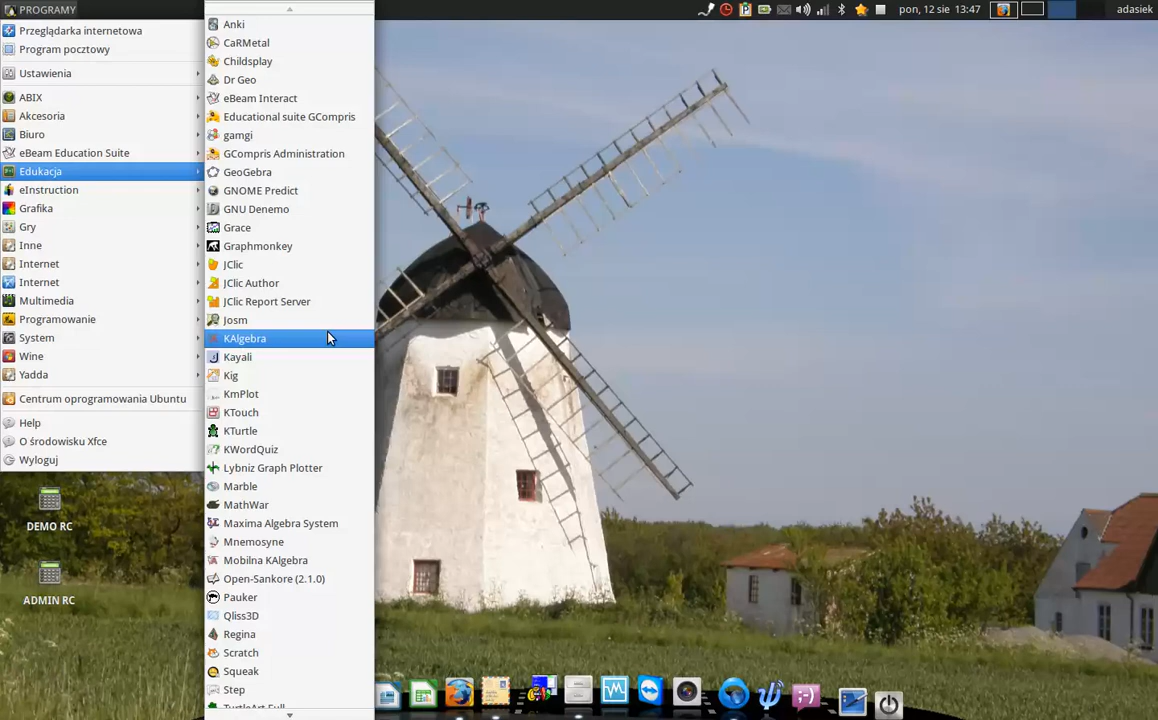 PROGRAMY
pon, 12 sie 13:47
adasiek
Przeglądarka internetowa
Program pocztowy
Ustawienia
ABIX
Akcesoria
Biuro
eBeam Education Suite
Edukacja
eInstruction
Grafika
Gry
Inne
Internet
Internet
Multimedia
Programowanie
System
Wine
Yadda
Centrum oprogramowania Ubuntu
Help
O środowisku Xfce
Wyloguj
Anki
CaRMetal
Childsplay
Dr Geo
eBeam Interact
Educational suite GCompris
gamgi
GCompris Administration
GeoGebra
GNOME Predict
GNU Denemo
Grace
Graphmonkey
JClic
JClic Author
JClic Report Server
Josm
KAlgebra
Kayali
Kig
KmPlot
KTouch
KTurtle
KWordQuiz
Lybniz Graph Plotter
Marble
MathWar
Maxima Algebra System
Mnemosyne
Mobilna KAlgebra
Open-Sankore (2.1.0)
Pauker
Qliss3D
Regina
Scratch
Squeak
Step
TurtleArt Full
DEMO RC
ADMIN RC